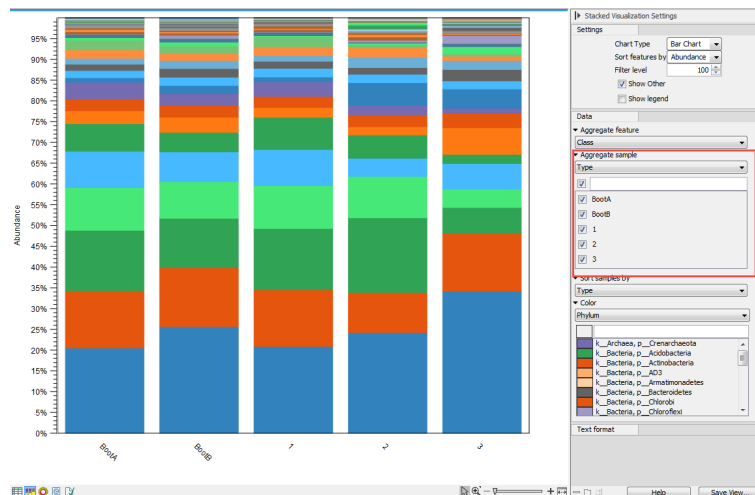 Stacked Visualization Settings
Settings
Chart Type Bar Chart
Sort features by Abundance
Filter level 100
Show Other
Show legend
Data
Aggregate feature
Class
Aggregate sample
Type
BootA
BootB
1
2
3
Sort samples by
Type
Color
Phylum
k__Archaea, p__Crenarchaeota
k__Bacteria, p__Acidobacteria
k__Bacteria, p__Actinobacteria
k__Bacteria, p__AD3
k__Bacteria, p__Armatimonadetes
k__Bacteria, p__Bacteroidetes
k__Bacteria, p__Chlorobi
k__Bacteria, p__Chloroflexi
Text format
Help Save View...
Abundance
95%
90%
85%
80%
75%
70%
65%
60%
55%
50%
45%
40%
35%
30%
25%
20%
15%
10%
5%
0%
BootA BootB 1 2 3